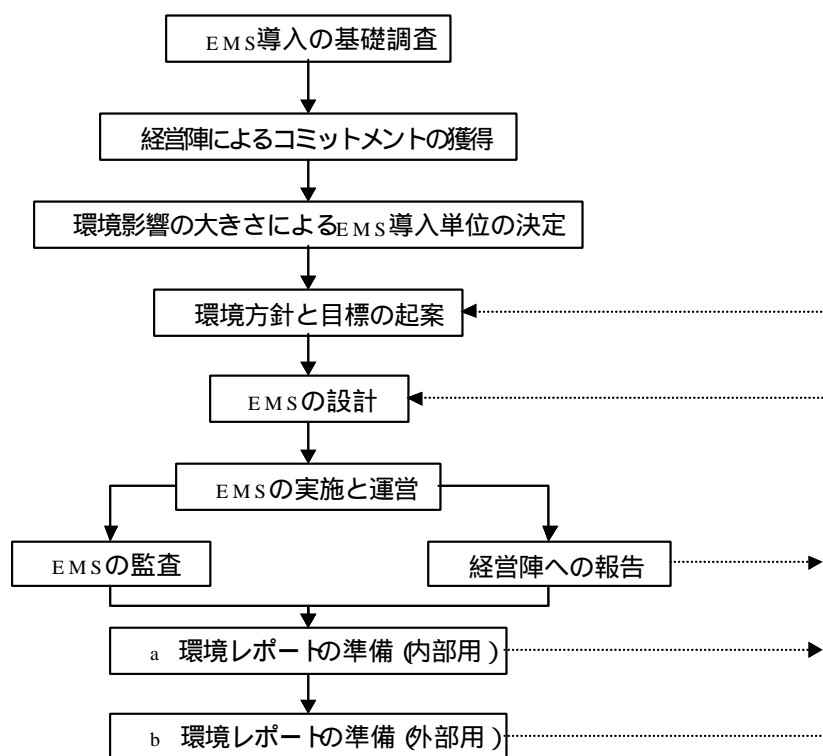 EMS導入の基礎調査
経営陣によるコミットメントの獲得
環境影響の大きさによるEMS導入単位の決定
環境方針と目標の起案
EMSの設計
EMSの実施と運営
EMSの監査
経営陣への報告
a 環境レポートの準備(内部用)
b 環境レポートの準備(外部用)